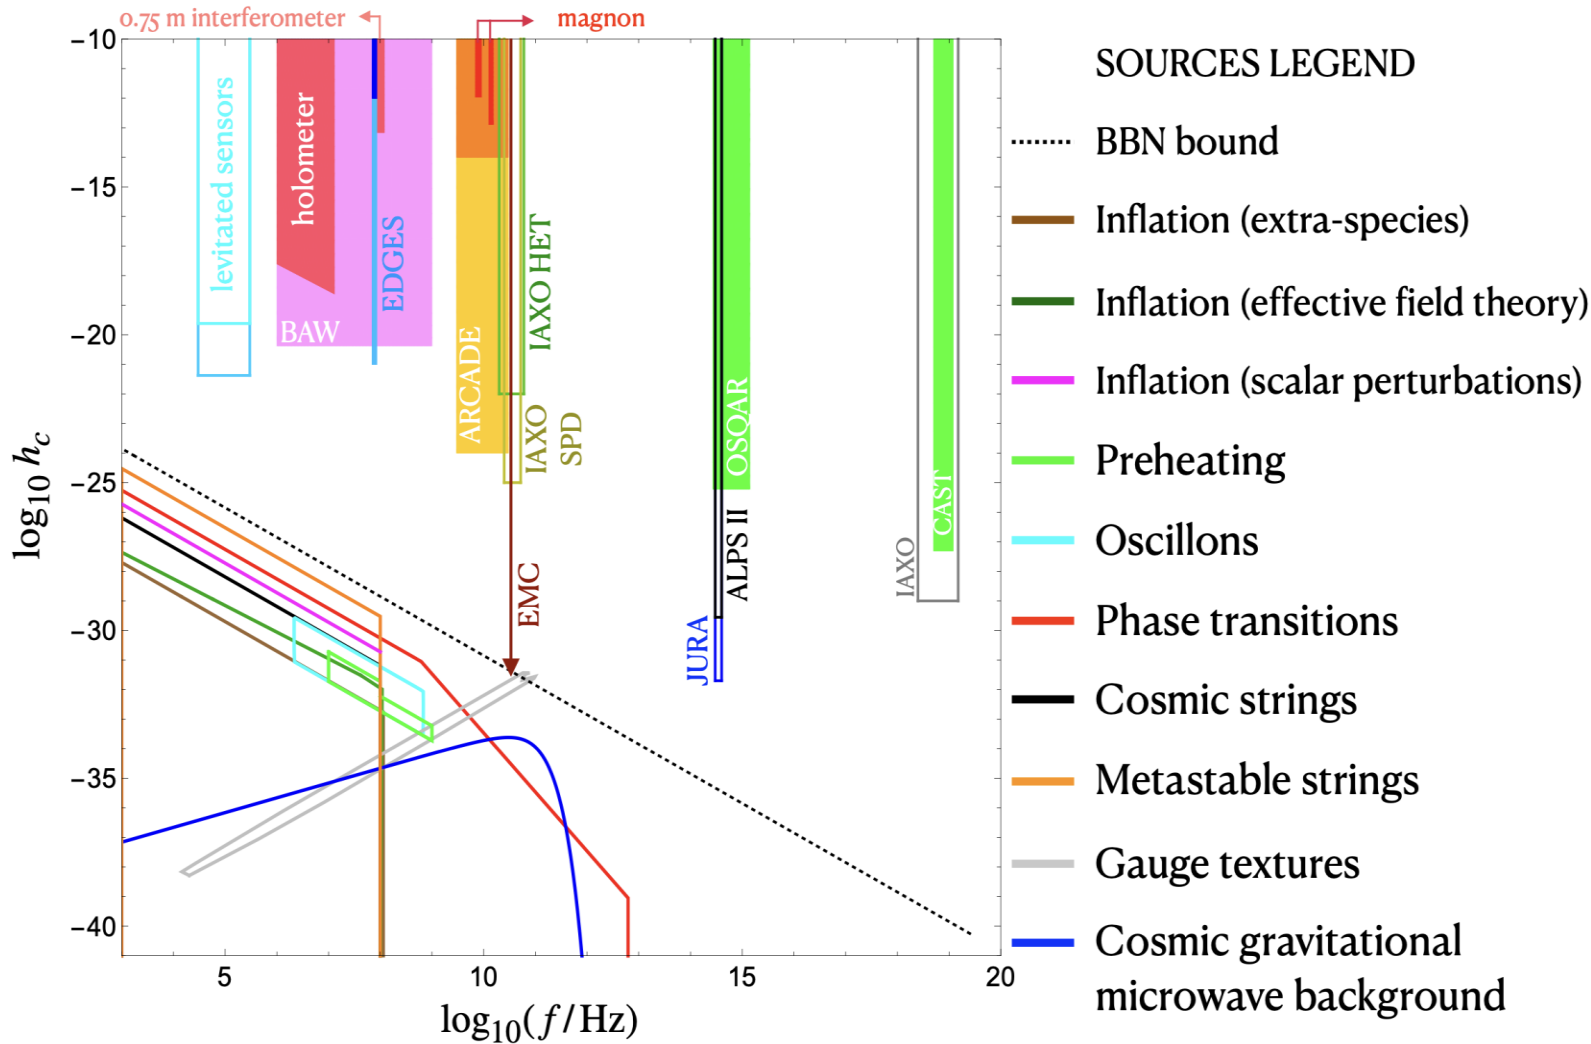 0.75 m interferometer
magnon
−10
−15
−20
−25
−30
−35
−40
log₁₀ h_c
levitated sensors
holometer
BAW
EDGES
ARCADE
IAXO HET
IAXO
SPD
EMC
OSQAR
ALPS II
JURA
IAXO
CAST
5
10
15
20
log₁₀(f/Hz)
SOURCES LEGEND
BBN bound
Inflation (extra-species)
Inflation (effective field theory)
Inflation (scalar perturbations)
Preheating
Oscillons
Phase transitions
Cosmic strings
Metastable strings
Gauge textures
Cosmic gravitational
microwave background